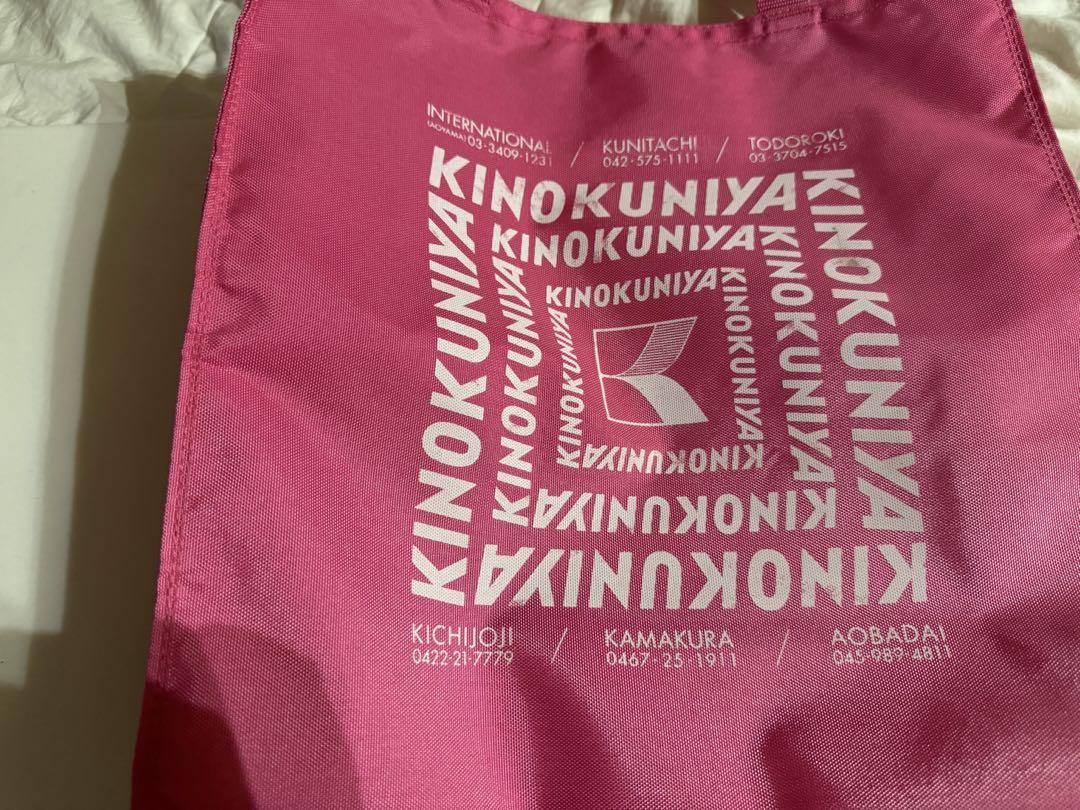 INTERNATIONAL / KUNITACHI / TODOROKI
(AOYAMA) 03-3409-1231 042-575-1111 03-3704-7515
KINOKUNIYA
KINOKUNIYA
KINOKUNIYA
KINOKUNIYA
KINOKUNIYA
KINOKUNIYA
KINOKUNIYA
KINOKUNIYA
KINOKUNIYA
KINOKUNIYA
KINOKUNIYA
KINOKUNIYA
KICHIJOJI / KAMAKURA / AOBADAI
0422-21-7779 0467-25-1911 045-989-4811